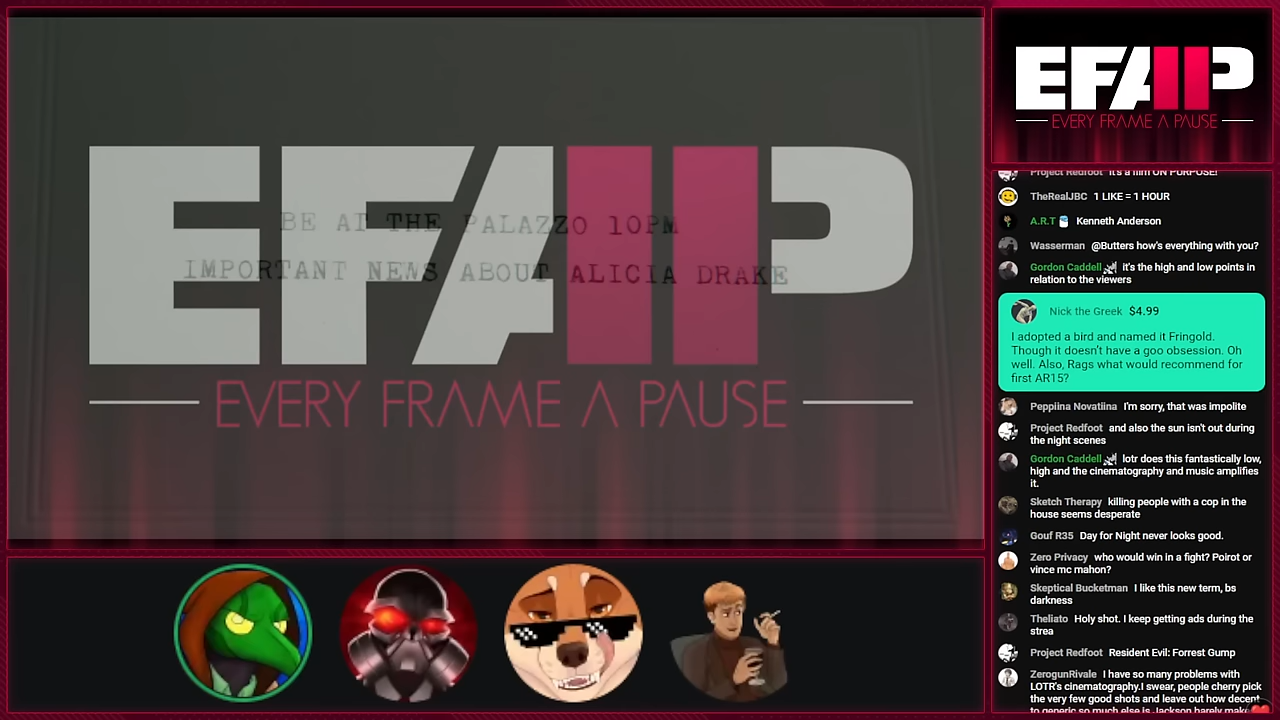 BE AT THE PALAZZO 10PM
IMPORTANT NEWS ABOUT ALICIA DRAKE
EFAP
EVERY FRAME A PAUSE
EFAP
EVERY FRAME A PAUSE
Project Redfoot it's a film ON PURPOSE!
TheRealJBC 1 LIKE = 1 HOUR
A.R.T Kenneth Anderson
Wasserman @Butters how's everything with you?
Gordon Caddell it's the high and low points in
relation to the viewers
Nick the Greek $4.99
I adopted a bird and named it Fringold.
Though it doesn't have a goo obsession. Oh
well. Also, Rags what would recommend for
first AR15?
Peppiina Novatiina I'm sorry, that was impolite
Project Redfoot and also the sun isn't out during
the night scenes
Gordon Caddell lotr does this fantastically low,
high and the cinematography and music amplifies
it.
Sketch Therapy killing people with a cop in the
house seems desperate
Gouf R35 Day for Night never looks good.
Zero Privacy who would win in a fight? Poirot or
vince mc mahon?
Skeptical Bucketman I like this new term, bs
darkness
Theliato Holy shot. I keep getting ads during the
strea
Project Redfoot Resident Evil: Forrest Gump
ZerogunRivale I have so many problems with
LOTR's cinematography.I swear, people cherry pick
the very few good shots and leave out how decent
to generic so much else is Jackson barely